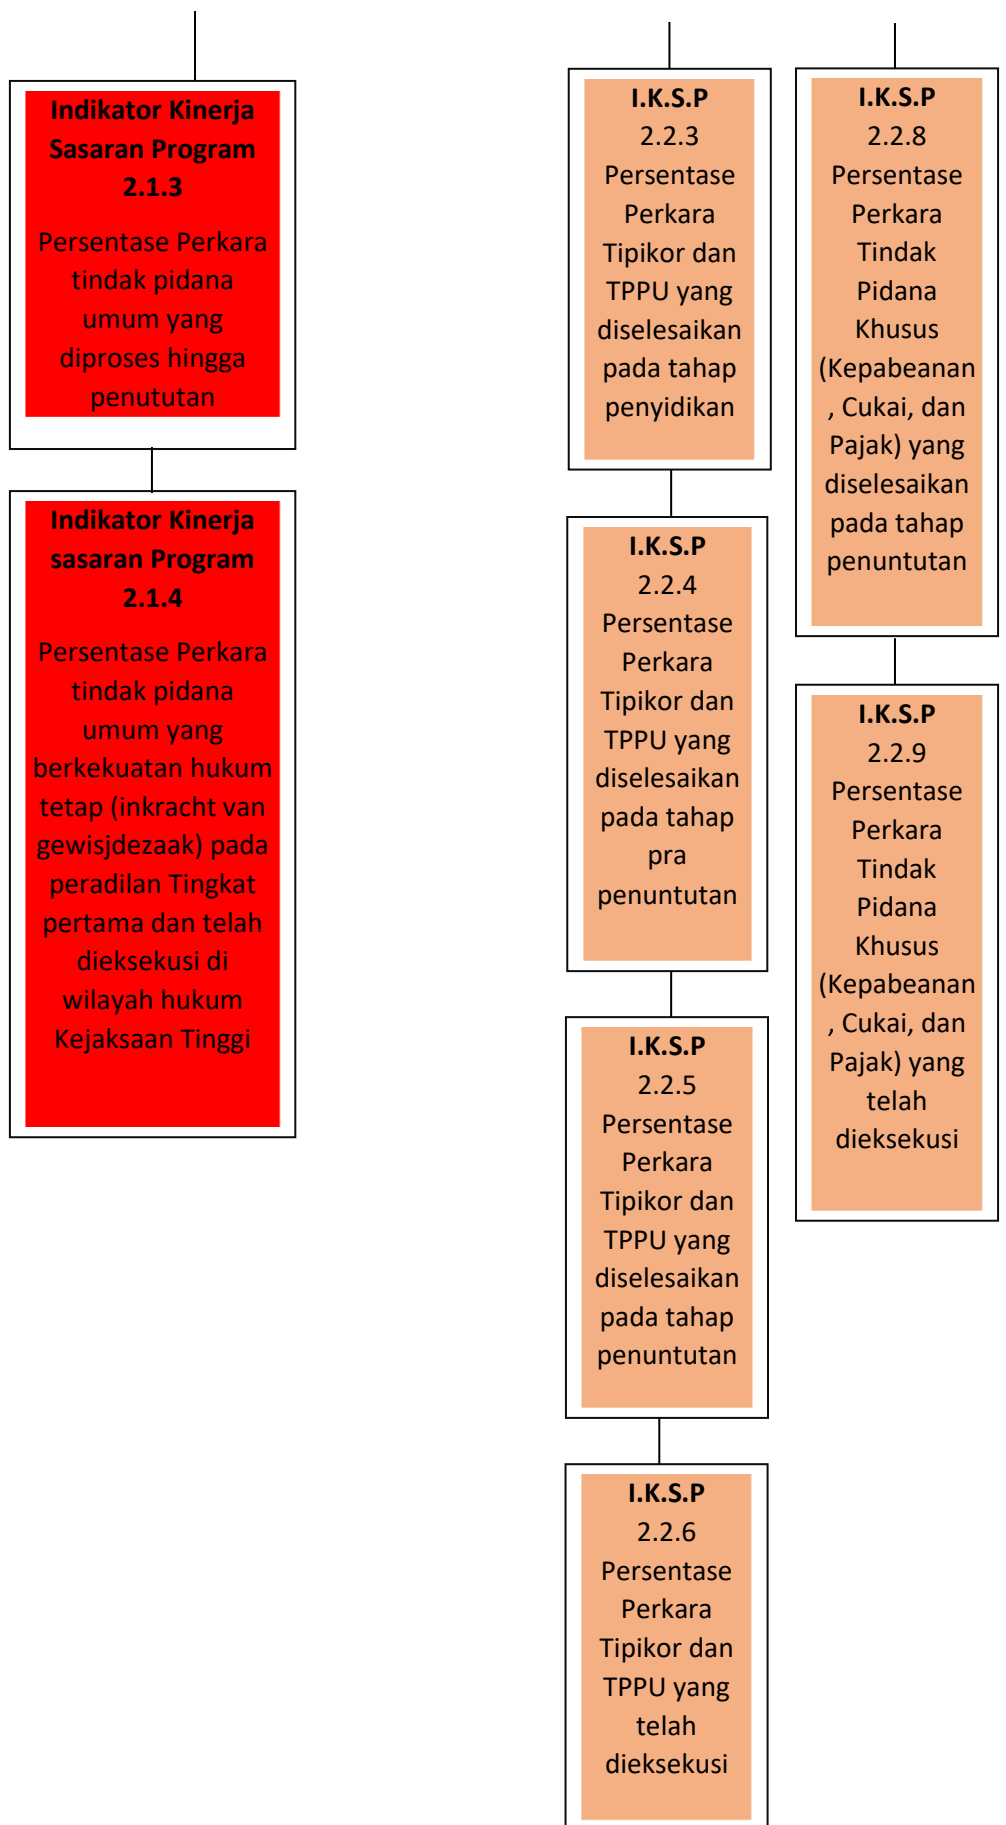 Indikator Kinerja
Sasaran Program
2.1.3
Persentase Perkara
tindak pidana
umum yang
diproses hingga
penututan
Indikator Kinerja
sasaran Program
2.1.4
Persentase Perkara
tindak pidana
umum yang
berkekuatan hukum
tetap (inkracht van
gewisjdezaak) pada
peradilan Tingkat
pertama dan telah
dieksekusi di
wilayah hukum
Kejaksaan Tinggi
I.K.S.P
2.2.3
Persentase
Perkara
Tipikor dan
TPPU yang
diselesaikan
pada tahap
penyidikan
I.K.S.P
2.2.4
Persentase
Perkara
Tipikor dan
TPPU yang
diselesaikan
pada tahap
pra
penuntutan
I.K.S.P
2.2.5
Persentase
Perkara
Tipikor dan
TPPU yang
diselesaikan
pada tahap
penuntutan
I.K.S.P
2.2.6
Persentase
Perkara
Tipikor dan
TPPU yang
telah
dieksekusi
I.K.S.P
2.2.8
Persentase
Perkara
Tindak
Pidana
Khusus
(Kepabeanan
, Cukai, dan
Pajak) yang
diselesaikan
pada tahap
penuntutan
I.K.S.P
2.2.9
Persentase
Perkara
Tindak
Pidana
Khusus
(Kepabeanan
, Cukai, dan
Pajak) yang
telah
dieksekusi